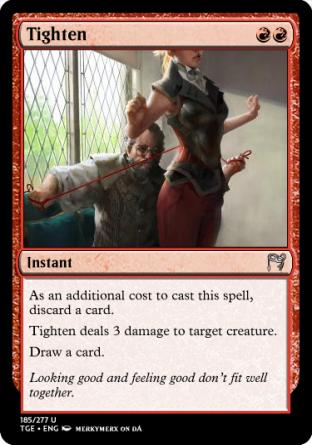 Tighten
Instant
As an additional cost to cast this spell,
discard a card.
Tighten deals 3 damage to target creature.
Draw a card.
Looking good and feeling good don't fit well
together.
185/277 U
TGE • ENG MERKYMERX ON DA